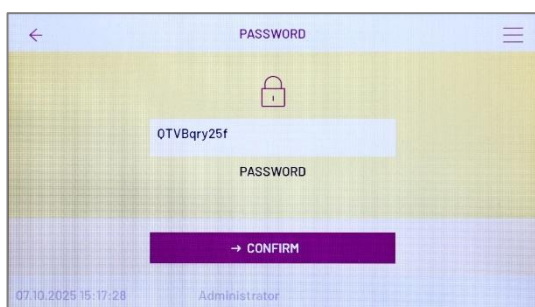 PASSWORD
QTVBqry25f
PASSWORD
→ CONFIRM
07.10.2025 15:17:28 Administrator